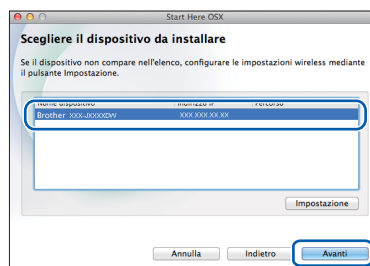 Start Here OSX
Scegliere il dispositivo da installare
Se il dispositivo non compare nell'elenco, configurare le impostazioni wireless mediante
il pulsante Impostazione.
Nome dispositivo Indirizzo IP Percorso
Brother XXX-JXXXXDW XXX.XXX.XX.XX
Impostazione
Annulla Indietro Avanti